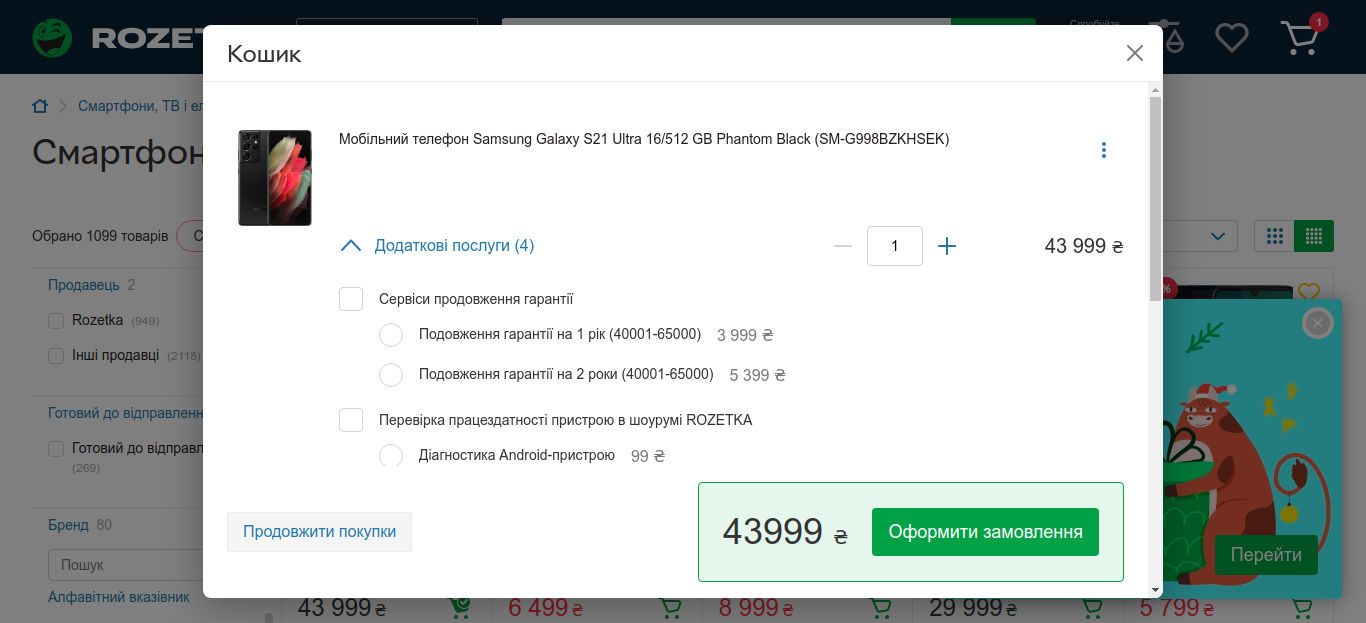 ROZET
Спробуйте
1
Кошик
Смартфони, ТВ і ел
Смартфон
Мобільний телефон Samsung Galaxy S21 Ultra 16/512 GB Phantom Black (SM-G998BZKHSEK)
Обрано 1099 товарів
С
Додаткові послуги (4)
1
43 999 ₴
Продавець 2
%
Rozetka (949)
Сервіси продовження гарантії
Інші продавці (2118)
Подовження гарантії на 1 рік (40001-65000) 3 999 ₴
Подовження гарантії на 2 роки (40001-65000) 5 399 ₴
Готовий до відправленн
Перевірка працездатності пристрою в шоурумі ROZETKA
Готовий до відправл
(269)
Діагностика Android-пристрою 99 ₴
Бренд 80
Продовжити покупки
43999 ₴
Оформити замовлення
Перейти
Пошук
Алфавітний вказівник
43 999 ₴
6 499 ₴
8 999 ₴
29 999 ₴
5 799 ₴